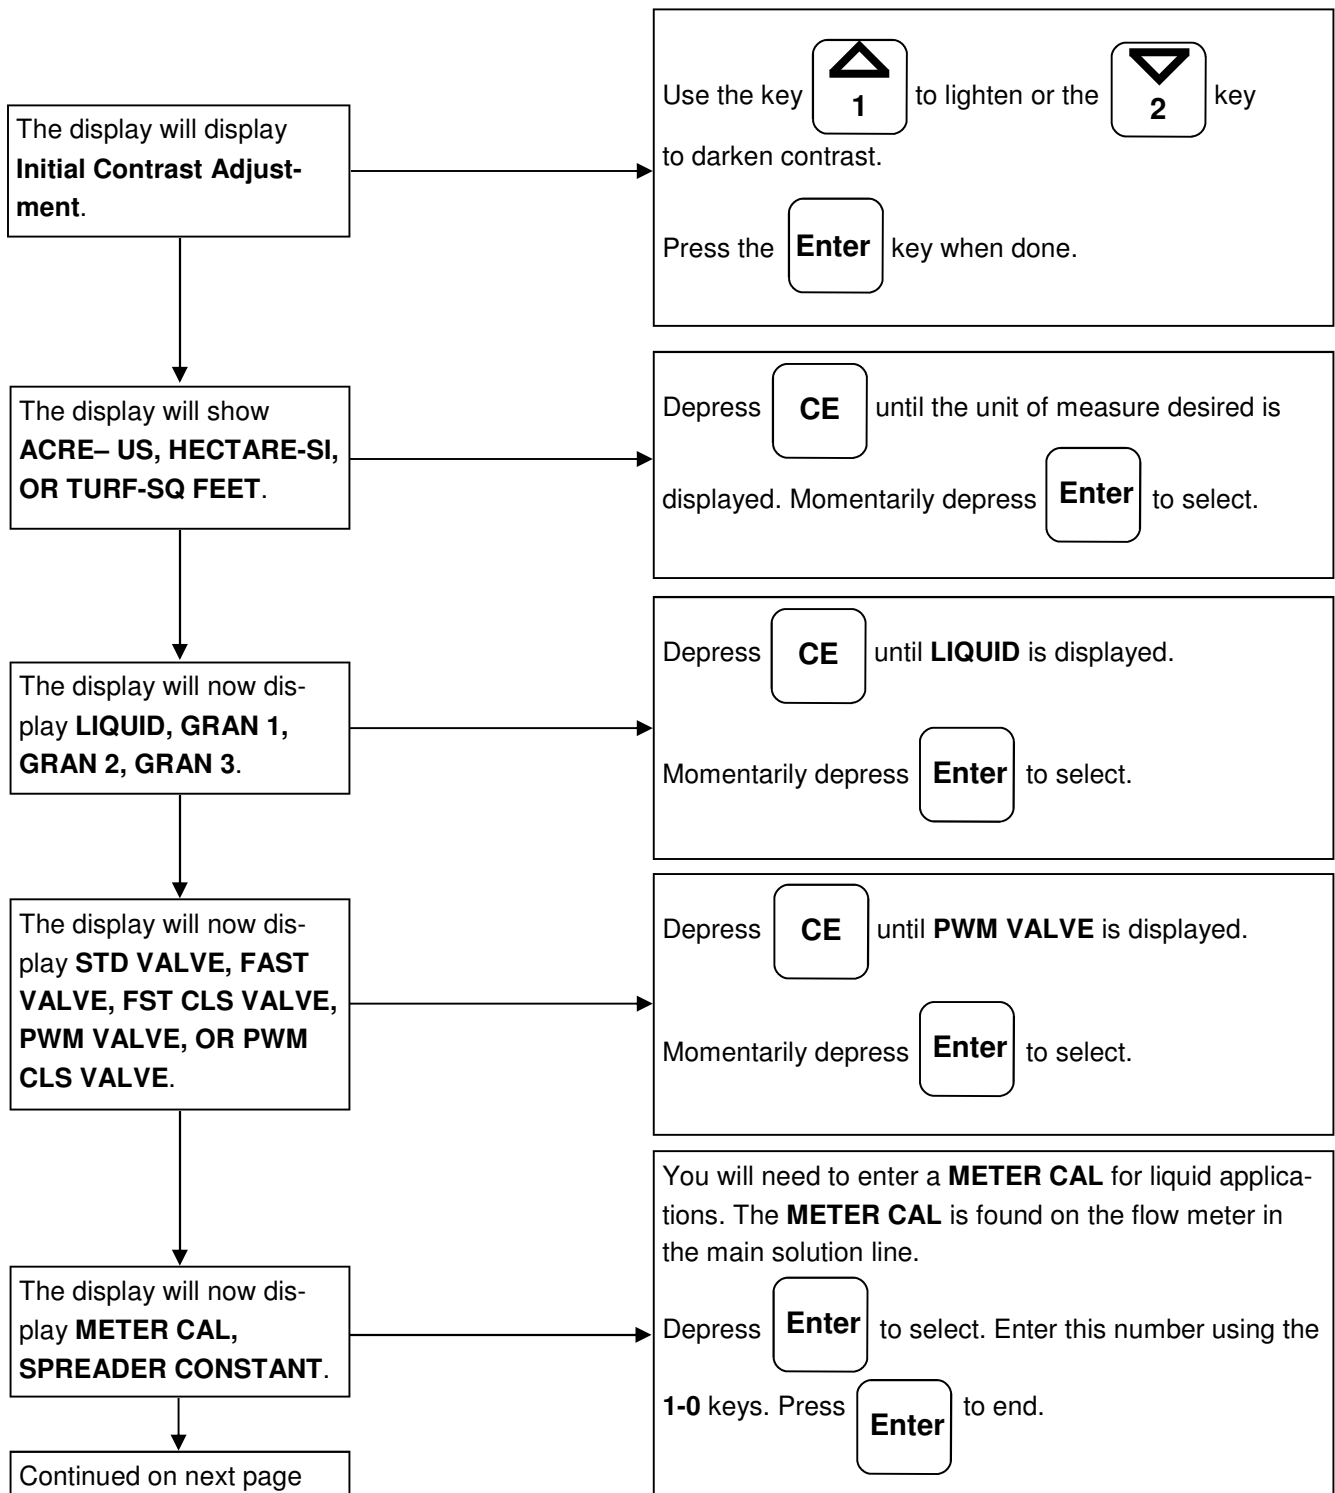 The display will display
Initial Contrast Adjust-
ment.
Use the key 1 to lighten or the 2 key
to darken contrast.
Press the Enter key when done.
The display will show
ACRE– US, HECTARE-SI,
OR TURF-SQ FEET.
Depress CE until the unit of measure desired is
displayed. Momentarily depress Enter to select.
The display will now dis-
play LIQUID, GRAN 1,
GRAN 2, GRAN 3.
Depress CE until LIQUID is displayed.
Momentarily depress Enter to select.
The display will now dis-
play STD VALVE, FAST
VALVE, FST CLS VALVE,
PWM VALVE, OR PWM
CLS VALVE.
Depress CE until PWM VALVE is displayed.
Momentarily depress Enter to select.
The display will now dis-
play METER CAL,
SPREADER CONSTANT.
You will need to enter a METER CAL for liquid applica-
tions. The METER CAL is found on the flow meter in
the main solution line.
Depress Enter to select. Enter this number using the
1-0 keys. Press Enter to end.
Continued on next page